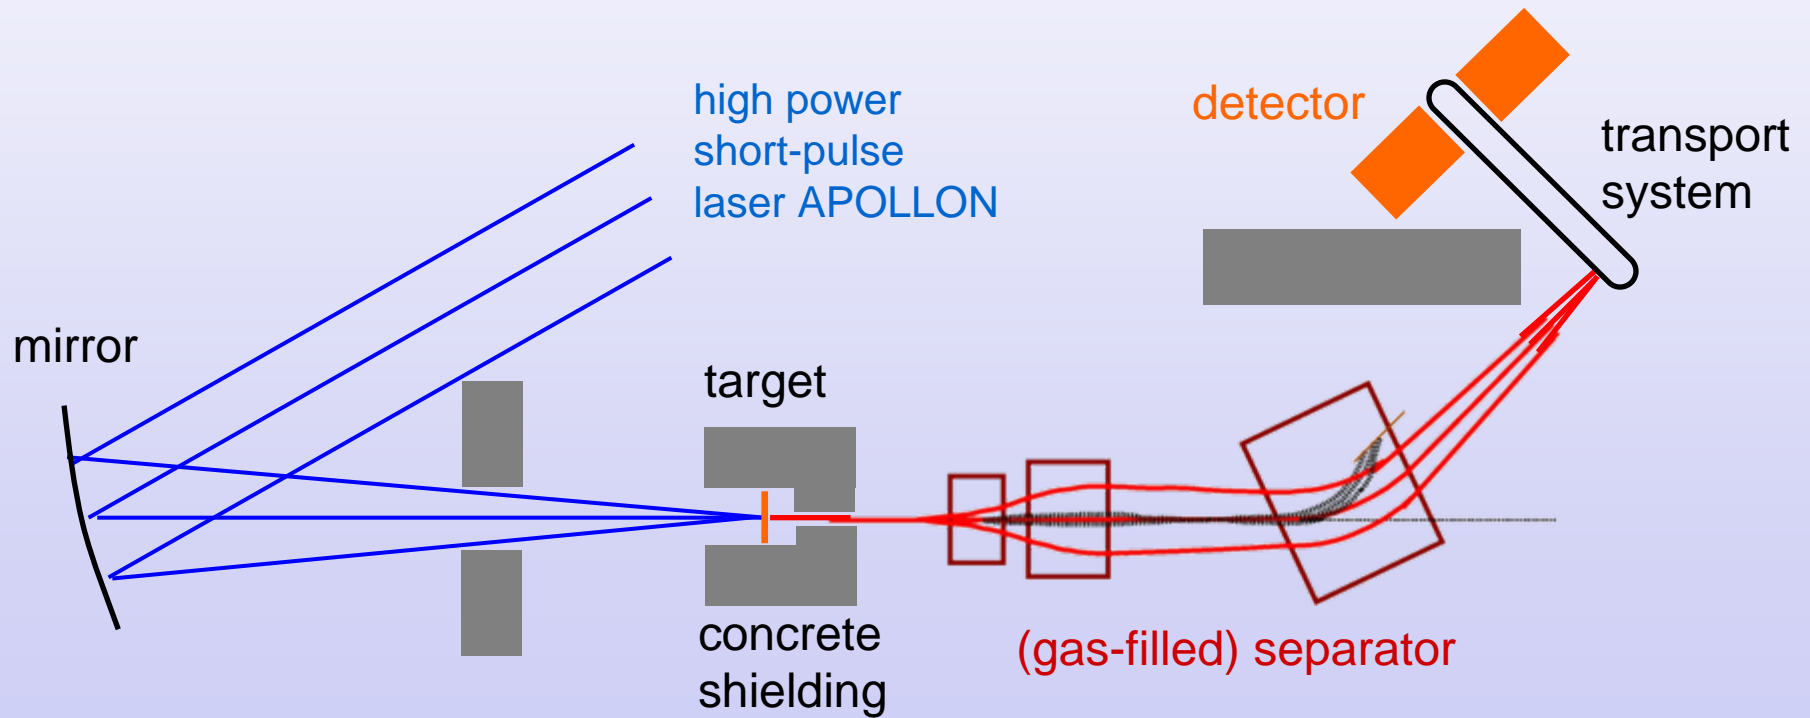 high power
short-pulse
laser APOLLON
detector
transport
system
mirror
target
concrete
shielding
(gas-filled) separator